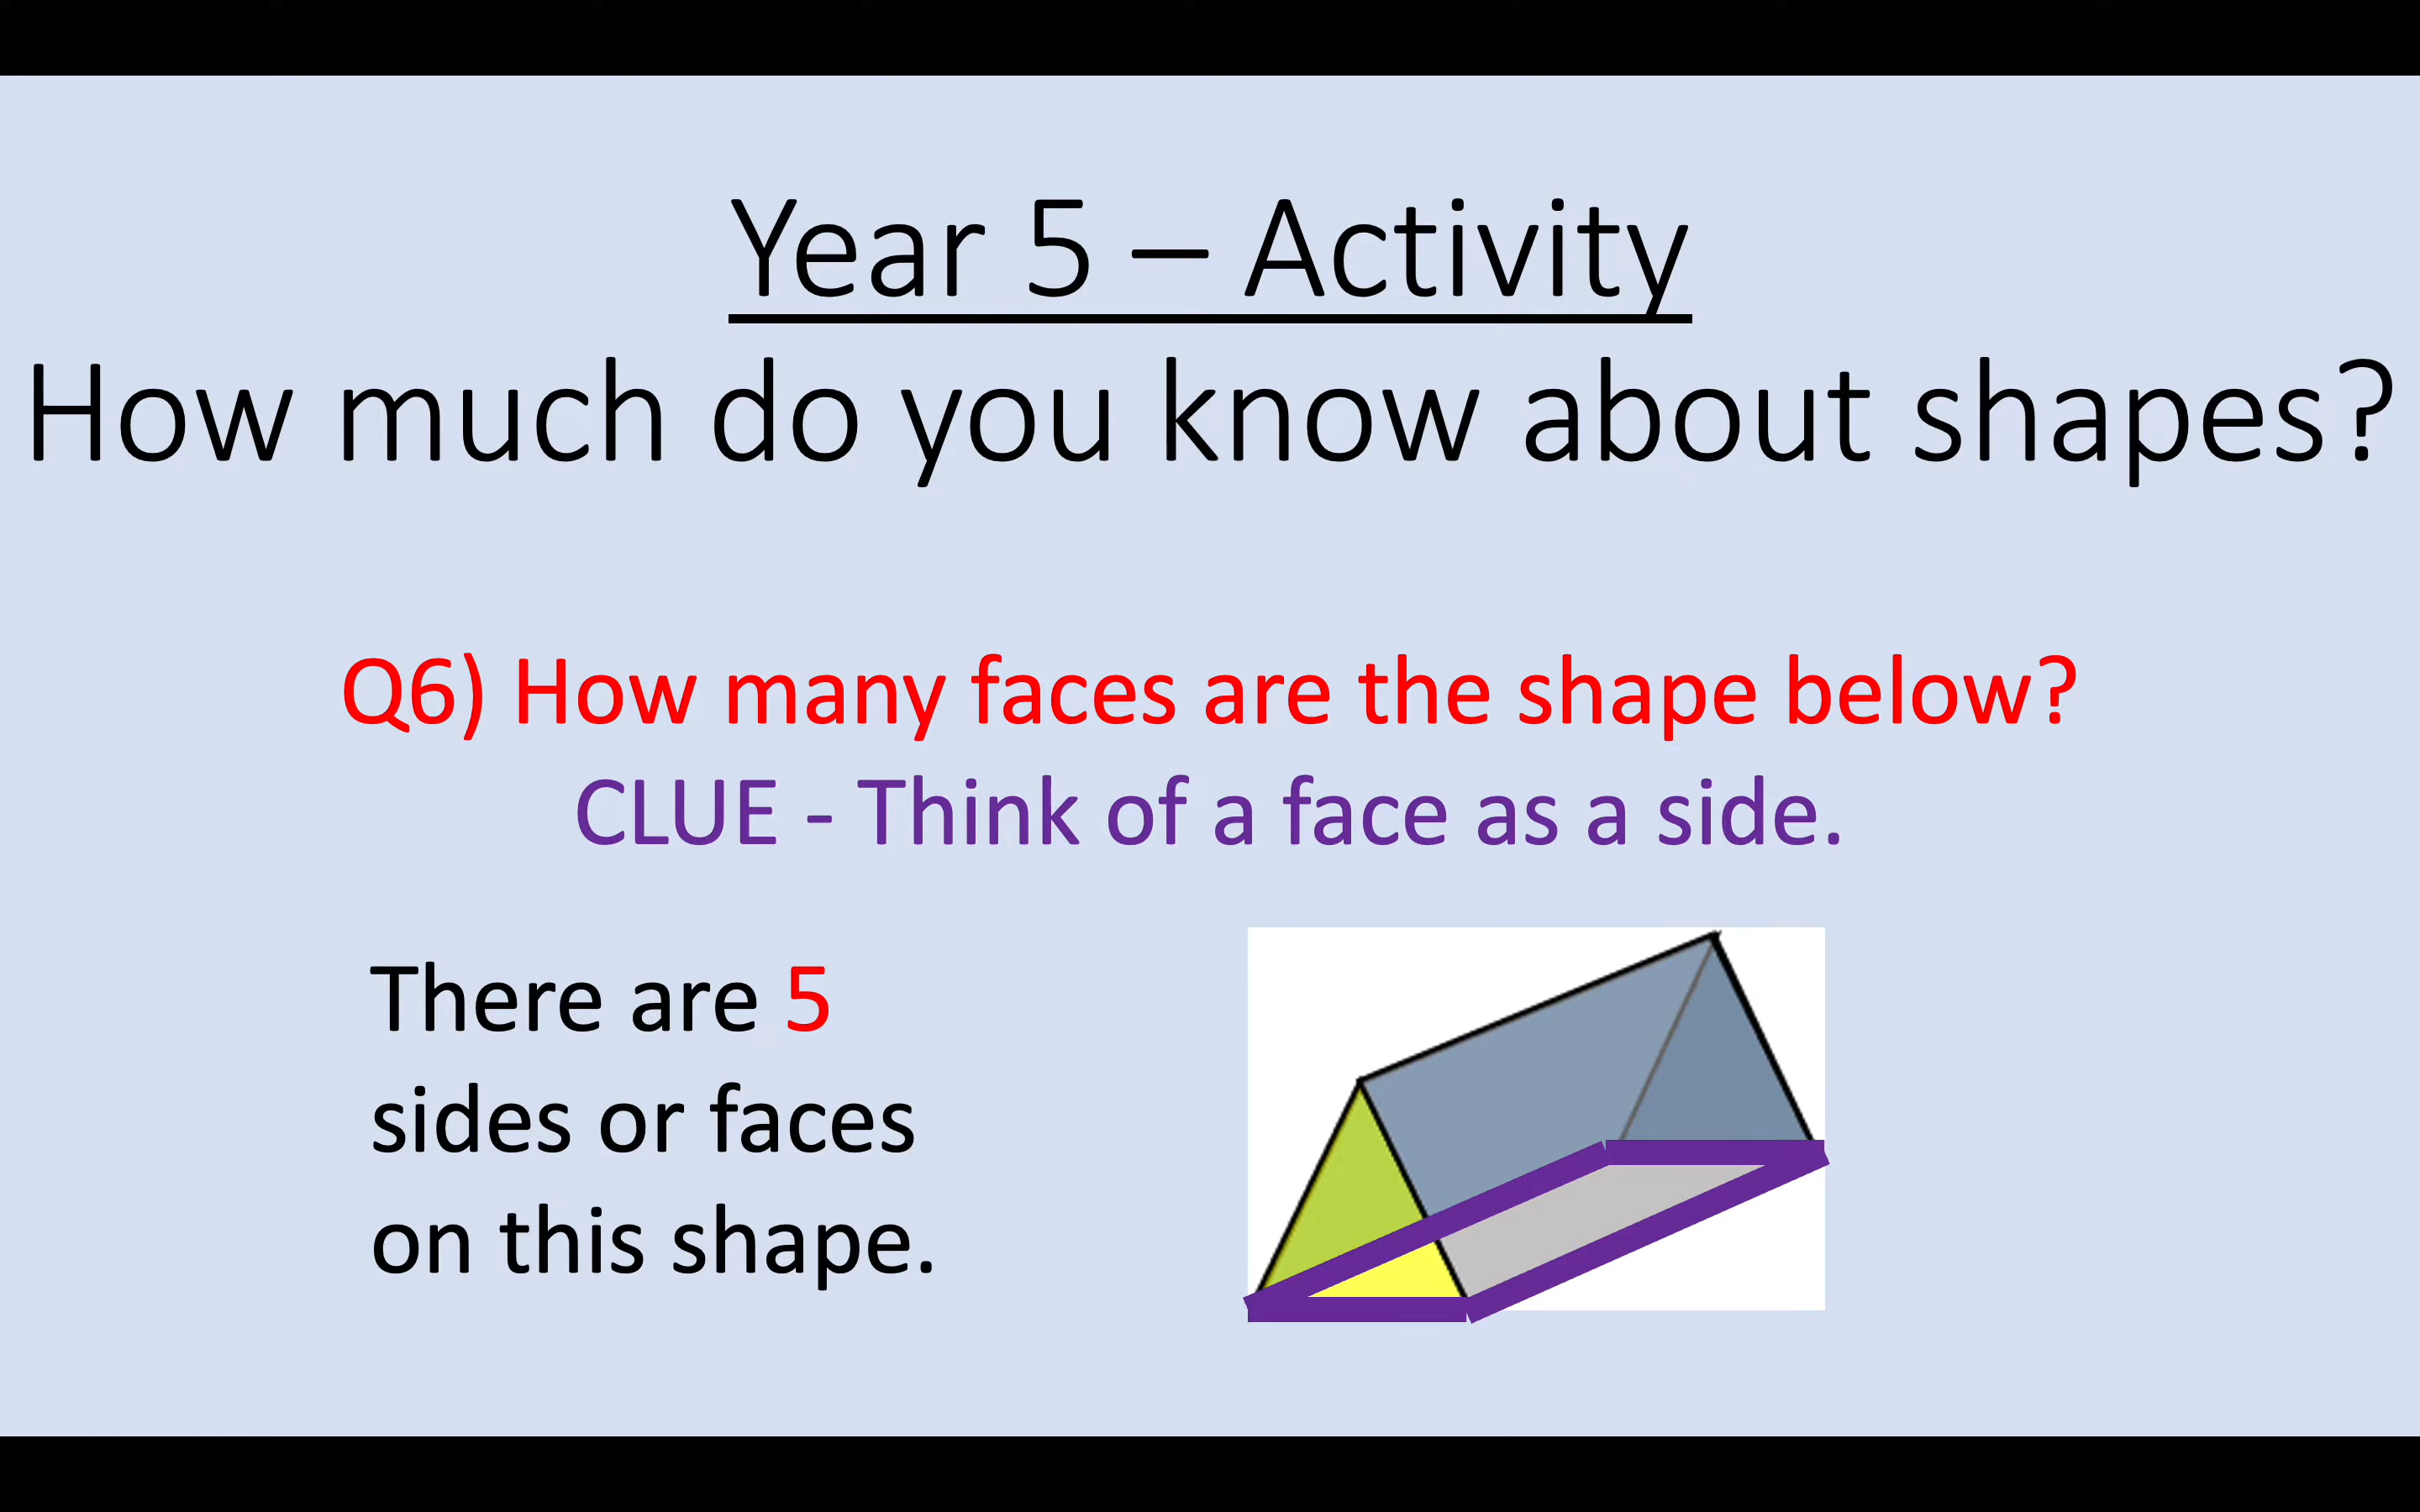 Year 5 – Activity
How much do you know about shapes?
Q6) How many faces are the shape below?
CLUE - Think of a face as a side.
There are 5
sides or faces
on this shape.